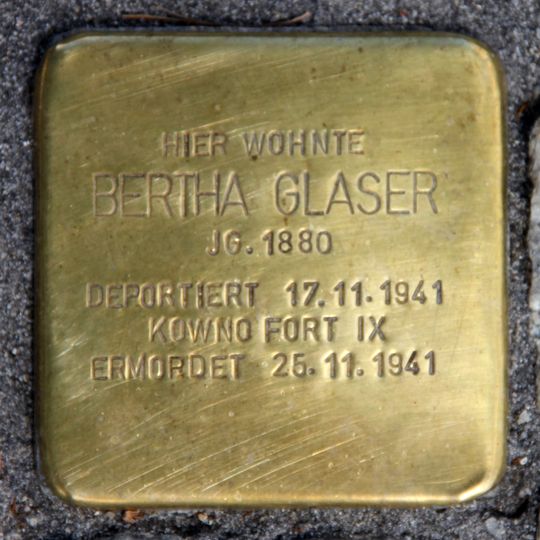 HIER WOHNTE
BERTHA GLASER
JG. 1880
DEPORTIERT 17.11.1941
KOWNO FORT IX
ERMORDET 25.11.1941